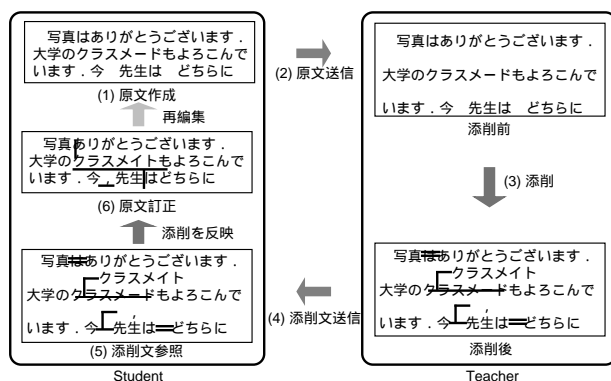 写真はありがとうございます．
大学のクラスメードもよろこんで
います．今　先生は　どちらに
(1) 原文作成
再編集
写真ありがとうございます．
大学のクラスメイトもよろこんで
います．今，先生はどちらに
(6) 原文訂正
添削を反映
写真はありがとうございます．
クラスメイト
大学のクラスメードもよろこんで
，
います．今　先生は　どちらに
(5) 添削文参照
Student
(2) 原文送信
(4) 添削文送信
写真はありがとうございます．
大学のクラスメードもよろこんで
います．今　先生は　どちらに
添削前
(3) 添削
写真はありがとうございます．
クラスメイト
大学のクラスメードもよろこんで
，
います．今　先生は　どちらに
添削後
Teacher